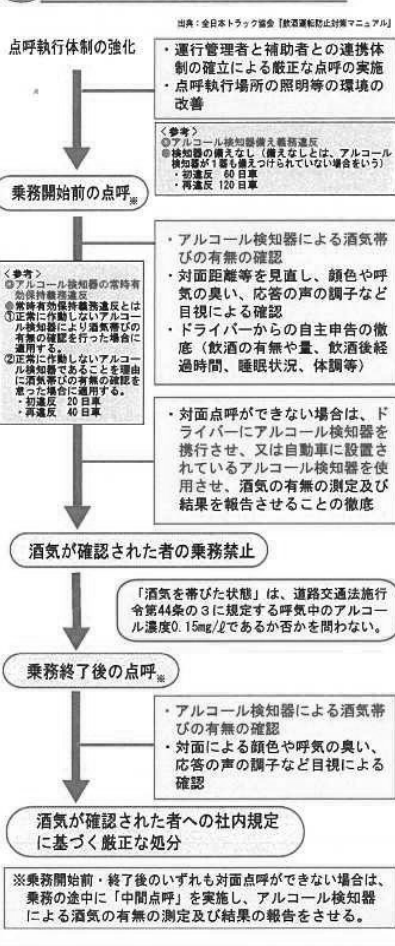 出典：全日本トラック協会『飲酒運転防止対策マニュアル』
点呼執行体制の強化
・運行管理者と補助者との連携体
制の確立による厳正な点呼の実施
・点呼執行場所の照明等の環境の
改善
＜参考＞
◎アルコール検知器備え義務違反
●検知器の備えなし（備えなしとは、アルコール
検知器が１器も備えつけられていない場合をいう）
・初違反 60日車
・再違反 120日車
乗務開始前の点呼※
・アルコール検知器による酒気帯
びの有無の確認
・対面距離等を見直し、顔色や呼
気の臭い、応答の声の調子など
目視による確認
・ドライバーからの自主申告の徹
底（飲酒の有無や量、飲酒後経
過時間、睡眠状況、体調等）
＜参考＞
◎アルコール検知器の常時有
効保持義務違反
●常時有効保持義務違反とは
①正常に作動しないアルコー
ル検知器により酒気帯びの
有無の確認を行った場合に
適用する。
②正常に作動しないアルコー
ル検知器であることを理由
に酒気帯びの有無の確認を
怠った場合に適用する。
・初違反 20日車
・再違反 40日車
・対面点呼ができない場合は、ド
ライバーにアルコール検知器を
携行させ、又は自動車に設置さ
れているアルコール検知器を使
用させ、酒気の有無の測定及び
結果を報告させることの徹底
酒気が確認された者の乗務禁止
「酒気を帯びた状態」は、道路交通法施行
令第44条の３に規定する呼気中のアルコー
ル濃度0.15mg/ℓであるか否かを問わない。
乗務終了後の点呼※
・アルコール検知器による酒気帯
びの有無の確認
・対面による顔色や呼気の臭い、
応答の声の調子など目視による
確認
酒気が確認された者への社内規定
に基づく厳正な処分
※乗務開始前・終了後のいずれも対面点呼ができない場合は、
乗務の途中に「中間点呼」を実施し、アルコール検知器
による酒気の有無の測定及び結果の報告をさせる。